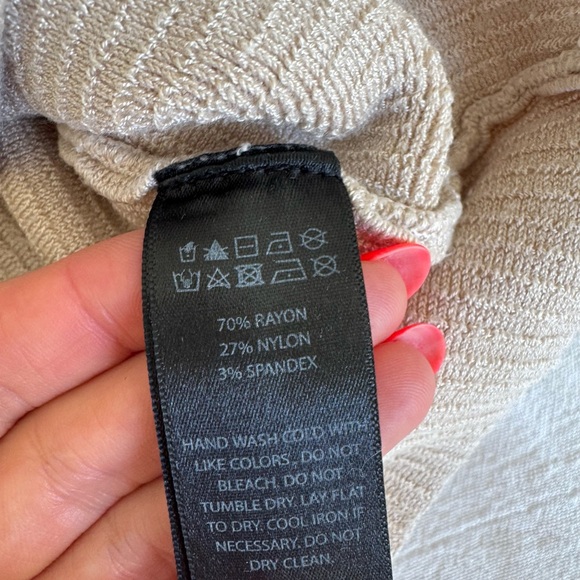 70% RAYON
27% NYLON
3% SPANDEX
HAND WASH COLD WITH
LIKE COLORS., DO NOT
BLEACH. DO NOT
TUMBLE DRY. LAY FLAT
TO DRY. COOL IRON IF
NECESSARY. DO NOT
DRY CLEAN.